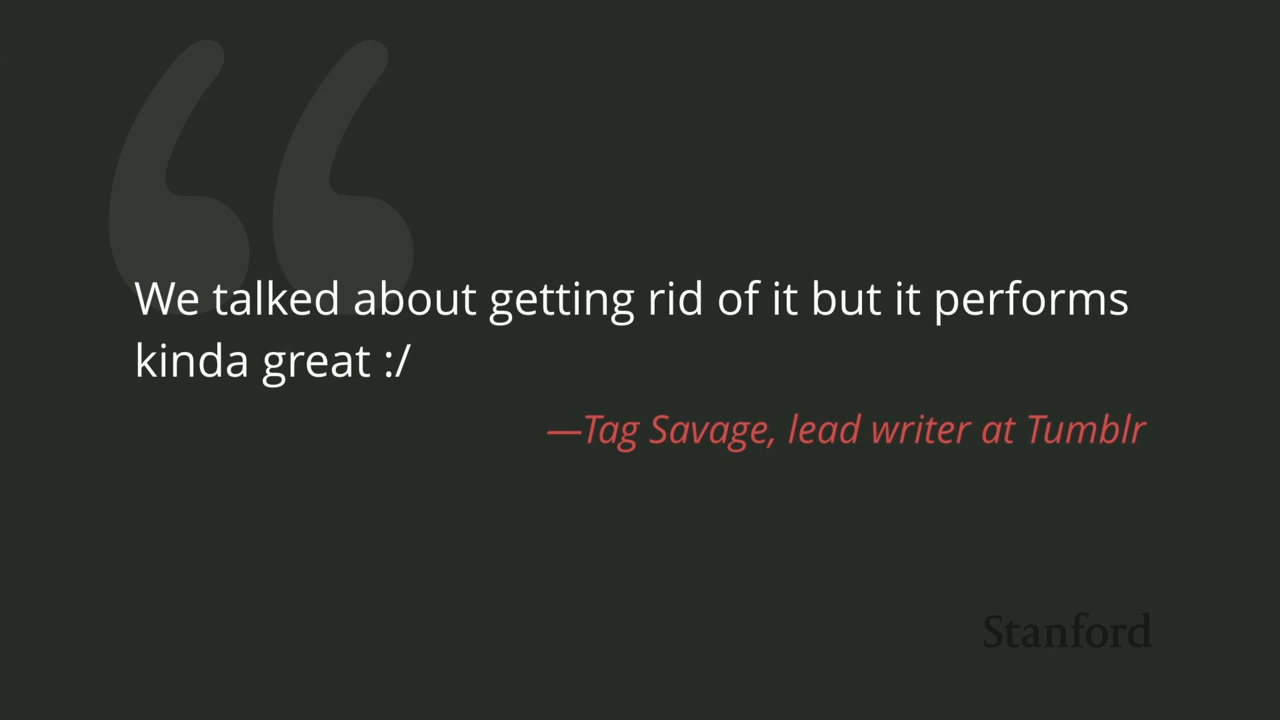 We talked about getting rid of it but it performs
kinda great :/
—Tag Savage, lead writer at Tumblr
Stanford